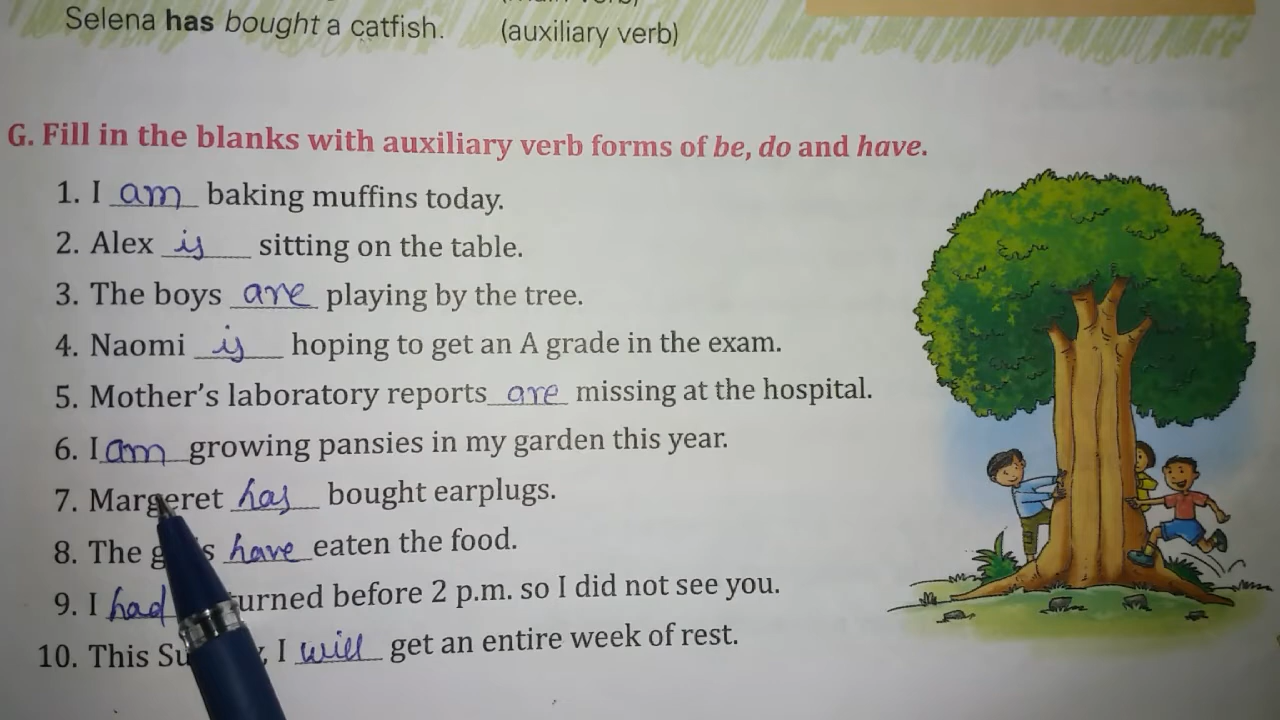 Selena has bought a catfish. (auxiliary verb)
G. Fill in the blanks with auxiliary verb forms of be, do and have.
1. I am baking muffins today.
2. Alex is sitting on the table.
3. The boys are playing by the tree.
4. Naomi is hoping to get an A grade in the exam.
5. Mother's laboratory reports are missing at the hospital.
6. I am growing pansies in my garden this year.
7. Margeret has bought earplugs.
8. The have eaten the food.
9. I had before 2 p.m. so I did not see you.
10. This I will get an entire week of rest.